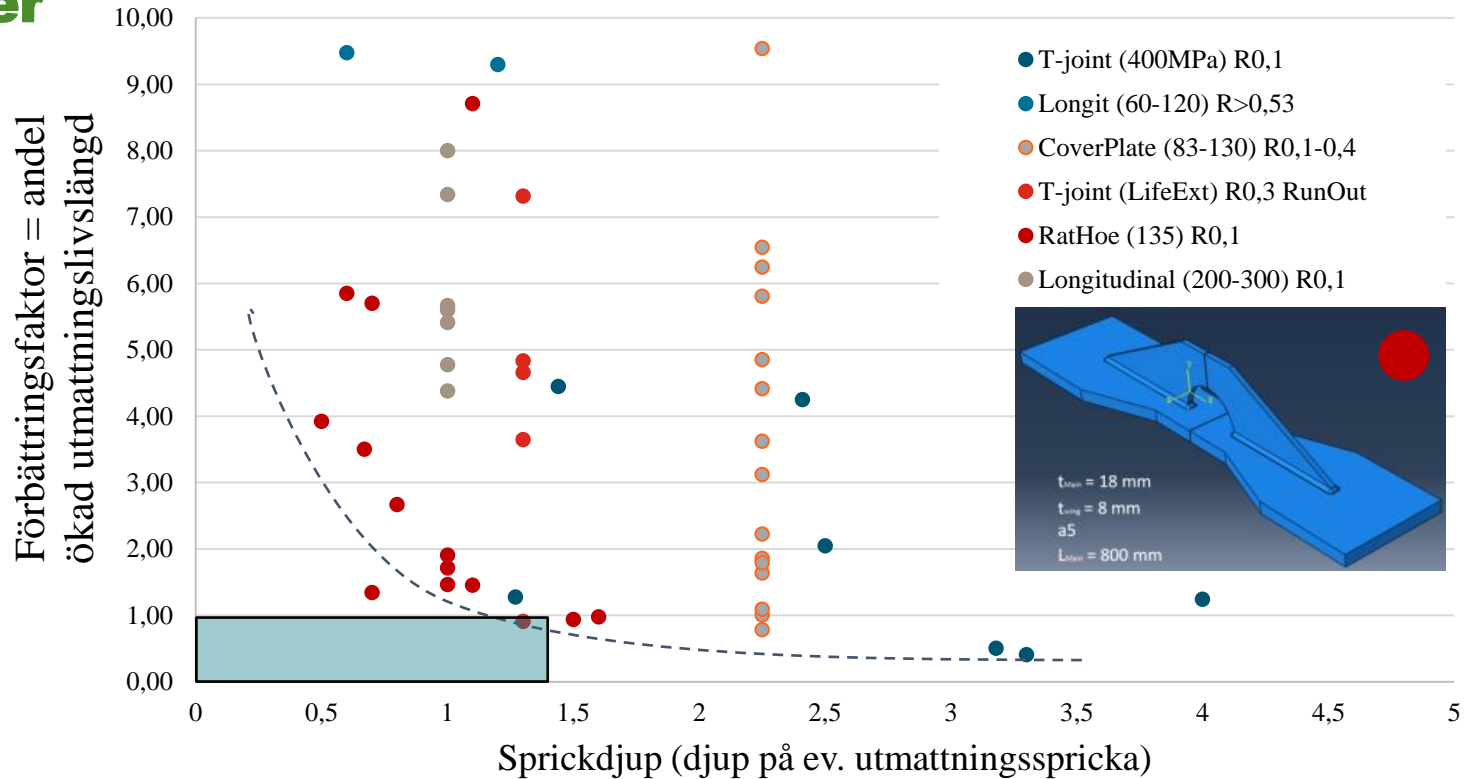 er
10,00
9,00
8,00
7,00
6,00
5,00
4,00
3,00
2,00
1,00
0,00
Förbättringsfaktor = andel
ökad utmattningslivslängd
T-joint (400MPa) R0,1
Longit (60-120) R>0,53
CoverPlate (83-130) R0,1-0,4
T-joint (LifeExt) R0,3 RunOut
RatHoe (135) R0,1
Longitudinal (200-300) R0,1
tMain = 18 mm
twing = 8 mm
a5
LMain = 800 mm
0 0,5 1 1,5 2 2,5 3 3,5 4 4,5 5
Sprickdjup (djup på ev. utmattningsspricka)